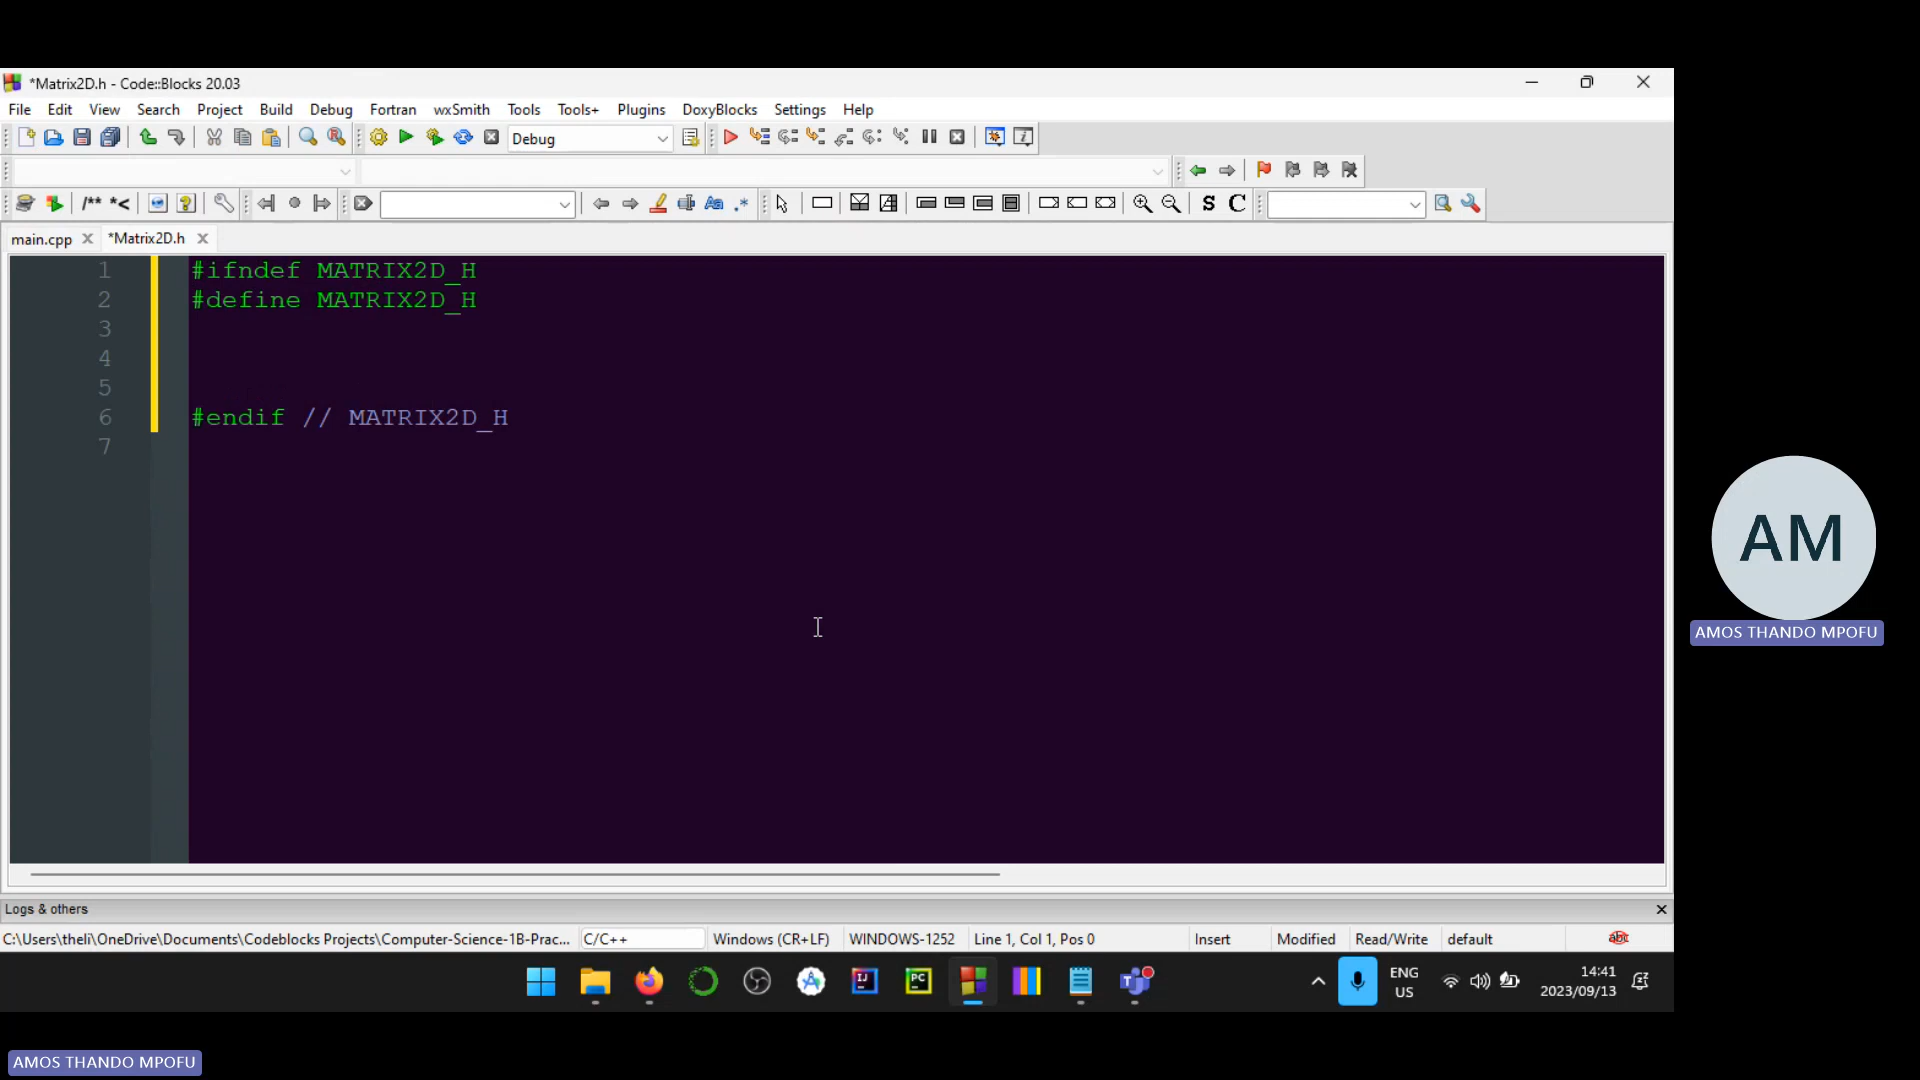 *Matrix2D.h - Code::Blocks 20.03
File Edit View Search Project Build Debug Fortran wxSmith Tools Tools+ Plugins DoxyBlocks Settings Help
Debug
/** *< Aa .* S C
main.cpp *Matrix2D.h
1 #ifndef MATRIX2D_H
2 #define MATRIX2D_H
3
4
5
6 #endif // MATRIX2D_H
7
AM
AMOS THANDO MPOFU
Logs & others
C:\Users\theli\OneDrive\Documents\Codeblocks Projects\Computer-Science-1B-Prac... C/C++ Windows (CR+LF) WINDOWS-1252 Line 1, Col 1, Pos 0 Insert Modified Read/Write default abc
IJ PC T ENG US 14:41
2023/09/13
AMOS THANDO MPOFU